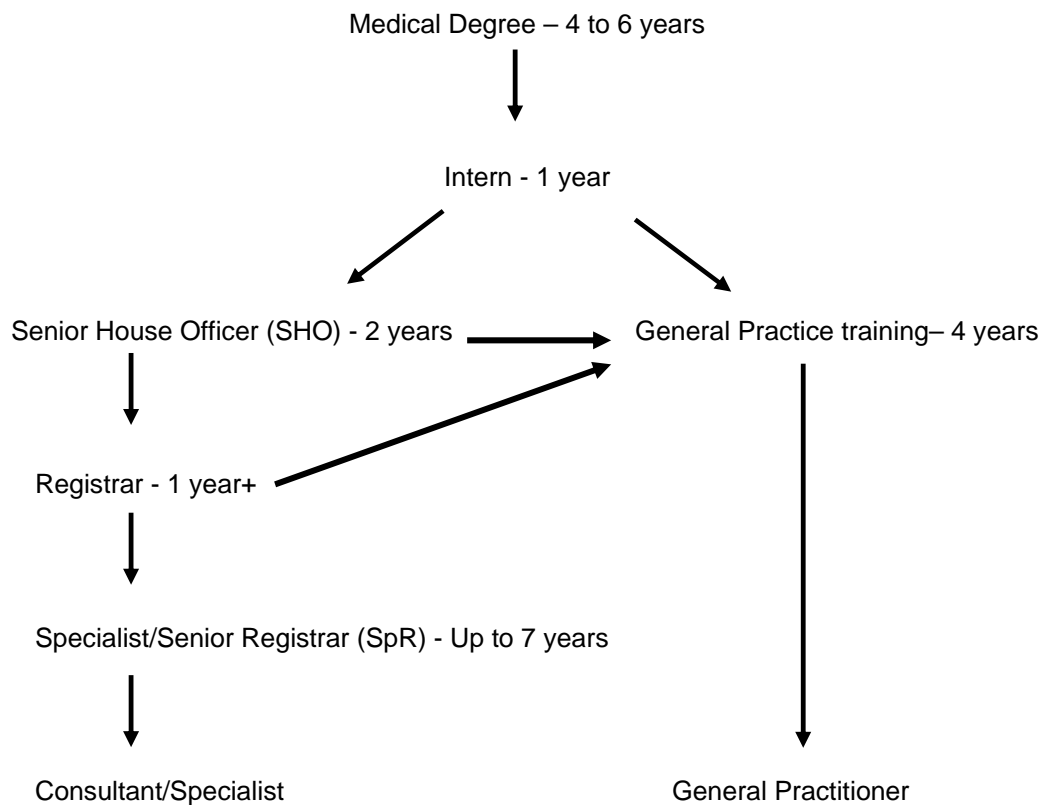 Medical Degree – 4 to 6 years
Intern - 1 year
Senior House Officer (SHO) - 2 years
General Practice training– 4 years
Registrar - 1 year+
Specialist/Senior Registrar (SpR) - Up to 7 years
Consultant/Specialist
General Practitioner